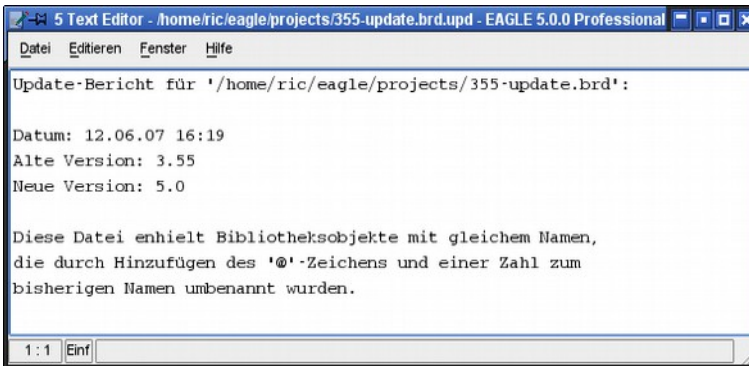 5 Text Editor - /home/ric/eagle/projects/355-update.brd.upd - EAGLE 5.0.0 Professional
Datei Editieren Fenster Hilfe
Update-Bericht für '/home/ric/eagle/projects/355-update.brd':
Datum: 12.06.07 16:19
Alte Version: 3.55
Neue Version: 5.0
Diese Datei enhielt Bibliotheksobjekte mit gleichem Namen,
die durch Hinzufügen des '@'-Zeichens und einer Zahl zum
bisherigen Namen umbenannt wurden.
1 : 1 Einf